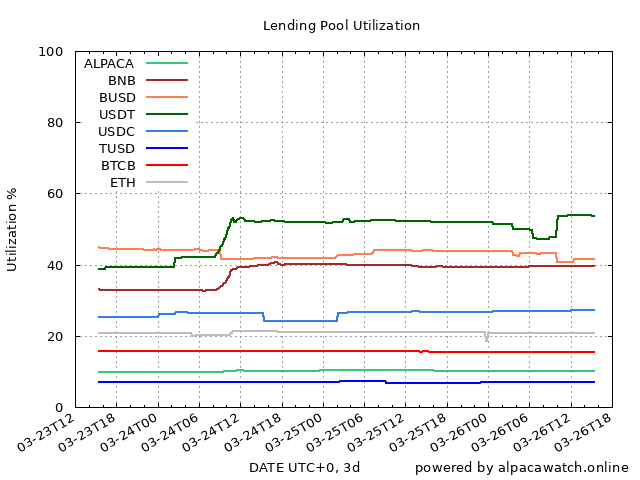 Lending Pool Utilization
100
80
60
40
20
0
Utilization %
ALPACA
BNB
BUSD
USDT
USDC
TUSD
BTCB
ETH
03-23T12
03-23T18
03-24T00
03-24T06
03-24T12
03-24T18
03-25T00
03-25T06
03-25T12
03-25T18
03-26T00
03-26T06
03-26T12
03-26T18
DATE UTC+0, 3d
powered by alpacawatch.online